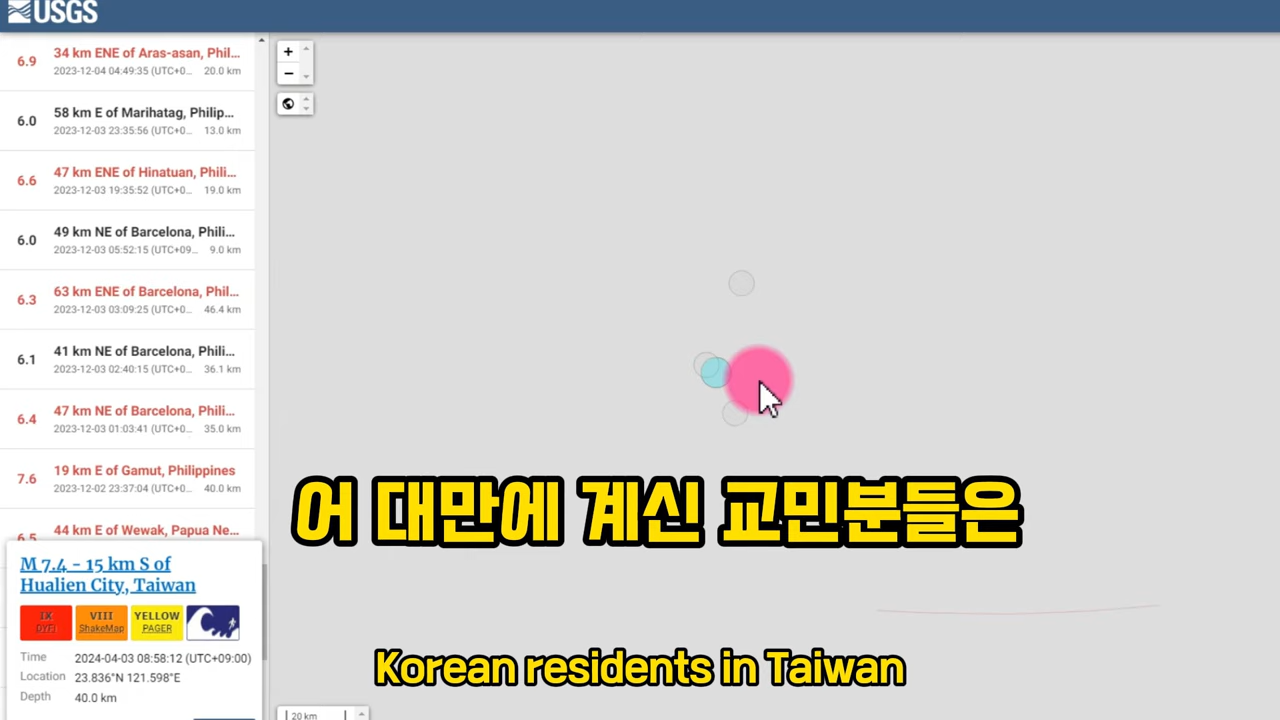 USGS
6.9
34 km ENE of Aras-asan, Phil...
2023-12-04 04:49:35 (UTC+0... 20.0 km
6.0
58 km E of Marihatag, Philip...
2023-12-03 23:35:56 (UTC+0... 13.0 km
6.6
47 km ENE of Hinatuan, Phili...
2023-12-03 19:35:52 (UTC+0... 19.0 km
6.0
49 km NE of Barcelona, Phili...
2023-12-03 05:52:15 (UTC+09... 9.0 km
6.3
63 km ENE of Barcelona, Phil...
2023-12-03 03:09:25 (UTC+0... 46.4 km
6.1
41 km NE of Barcelona, Phili...
2023-12-03 02:40:15 (UTC+0... 36.1 km
6.4
47 km NE of Barcelona, Phili...
2023-12-03 01:03:41 (UTC+0... 35.0 km
7.6
19 km E of Gamut, Philippines
2023-12-02 23:37:04 (UTC+0... 40.0 km
6.5
44 km E of Wewak, Papua Ne...
M 7.4 - 15 km S of
Hualien City, Taiwan
IX VIII YELLOW
DYFI ShakeMap PAGER
Time 2024-04-03 08:58:12 (UTC+09:00)
Location 23.836°N 121.598°E
Depth 40.0 km
+
−
어 대만에 계신 교민분들은
Korean residents in Taiwan
20 km